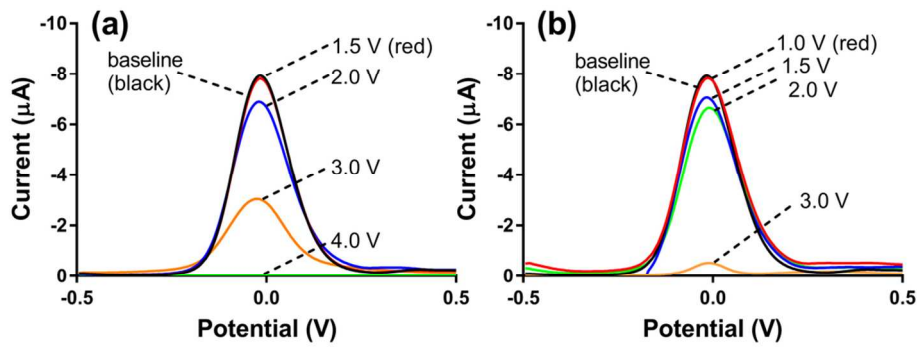 (a)
-10
-8
-6
-4
-2
0
Current (μA)
baseline
(black)
1.5 V (red)
2.0 V
3.0 V
4.0 V
-0.5
0.0
0.5
Potential (V)
(b)
-10
-8
-6
-4
-2
0
Current (μA)
baseline
(black)
1.0 V (red)
1.5 V
2.0 V
3.0 V
-0.5
0.0
0.5
Potential (V)